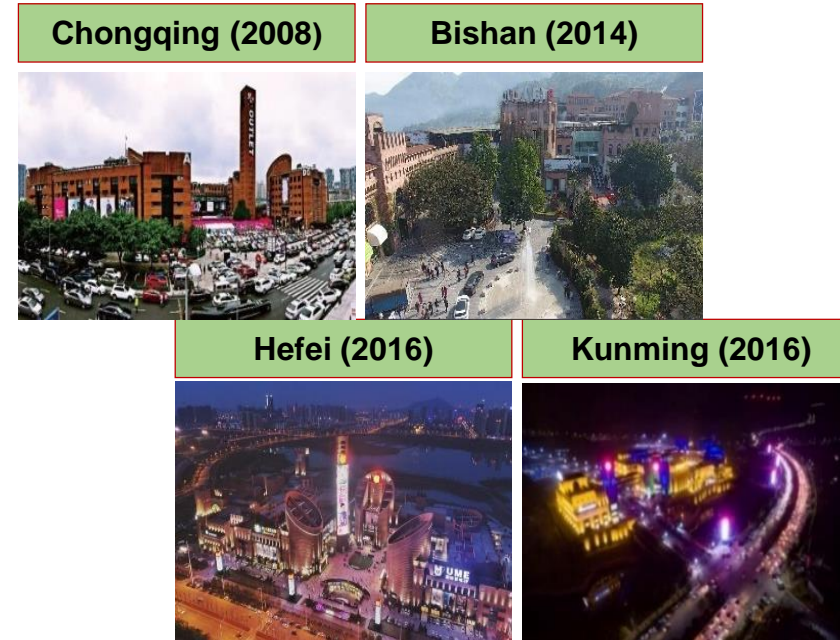 Chongqing (2008)
Bishan (2014)
OUTLET
A
Hefei (2016)
Kunming (2016)
UME